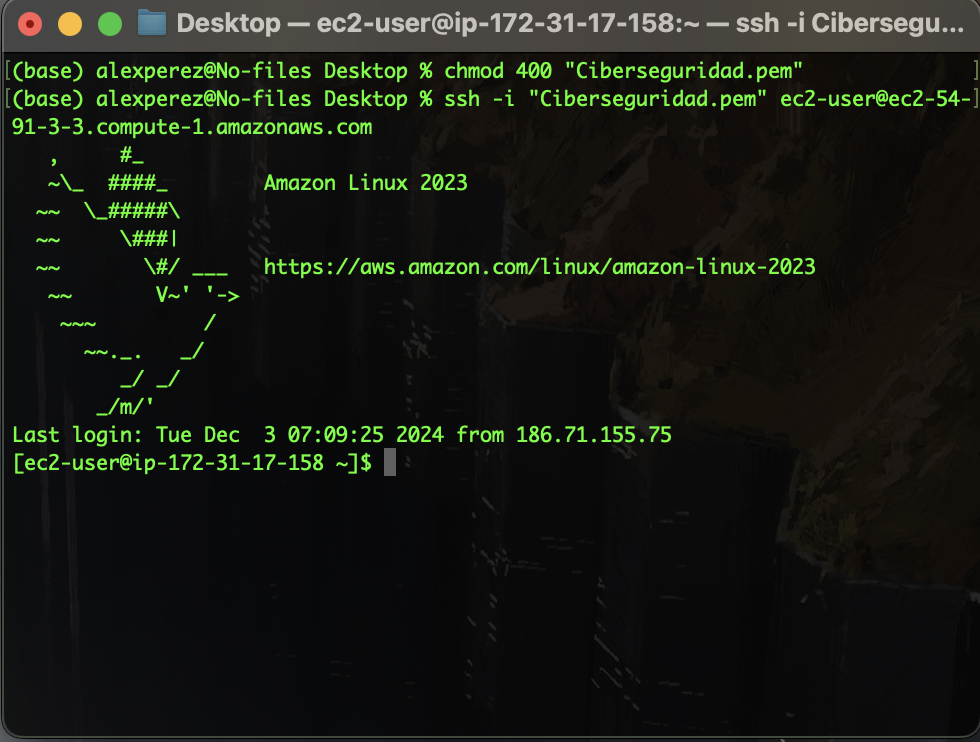 Desktop — ec2-user@ip-172-31-17-158:~ — ssh -i Cibersegu...
[(base) alexperez@No-files Desktop % chmod 400 "Ciberseguridad.pem" ]
[(base) alexperez@No-files Desktop % ssh -i "Ciberseguridad.pem" ec2-user@ec2-54-]
91-3-3.compute-1.amazonaws.com
   ,     #_
   ~\_  ####_        Amazon Linux 2023
  ~~  \_#####\
  ~~     \###|
  ~~       \#/ ___   https://aws.amazon.com/linux/amazon-linux-2023
   ~~       V~' '->
    ~~~         /
      ~~._.   _/
         _/ _/
       _/m/'
Last login: Tue Dec  3 07:09:25 2024 from 186.71.155.75
[ec2-user@ip-172-31-17-158 ~]$